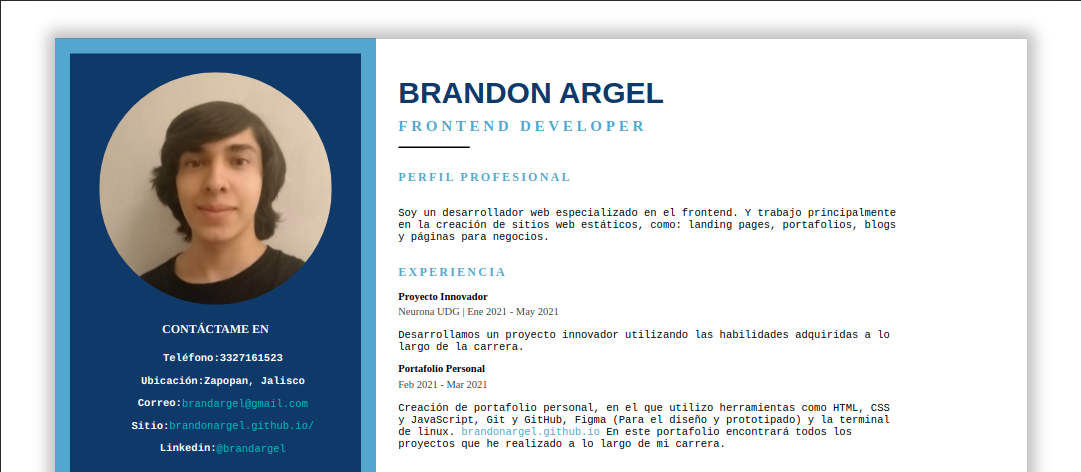 CONTÁCTAME EN
Teléfono:3327161523
Ubicación:Zapopan, Jalisco
Correo:brandargel@gmail.com
Sitio:brandonargel.github.io/
Linkedin:@brandargel
BRANDON ARGEL
FRONTEND DEVELOPER
PERFIL PROFESIONAL
Soy un desarrollador web especializado en el frontend. Y trabajo principalmente
en la creación de sitios web estáticos, como: landing pages, portafolios, blogs
y páginas para negocios.
EXPERIENCIA
Proyecto Innovador
Neurona UDG | Ene 2021 - May 2021
Desarrollamos un proyecto innovador utilizando las habilidades adquiridas a lo
largo de la carrera.
Portafolio Personal
Feb 2021 - Mar 2021
Creación de portafolio personal, en el que utilizo herramientas como HTML, CSS
y JavaScript, Git y GitHub, Figma (Para el diseño y prototipado) y la terminal
de linux. brandonargel.github.io En este portafolio encontrará todos los
proyectos que he realizado a lo largo de mi carrera.